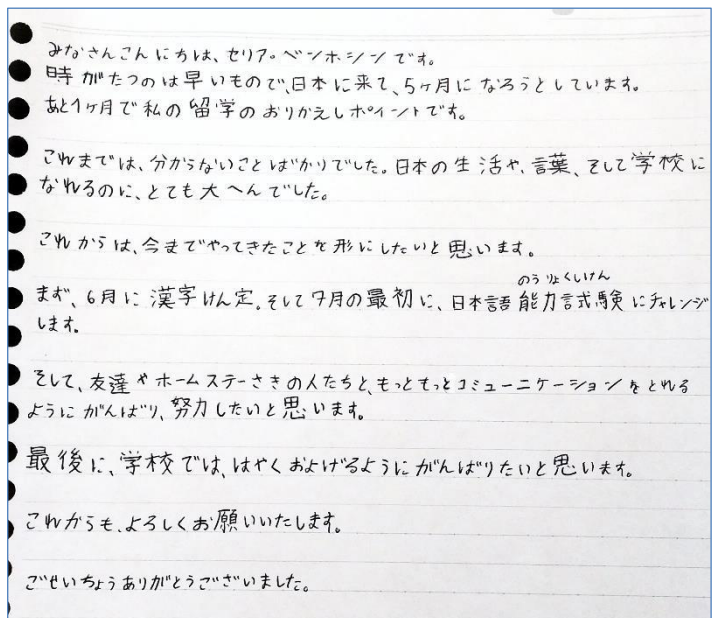 みなさんこんにちは、セリア・ベンホシンです。
時がたつのは早いもので、日本に来て、5ヶ月になろうとしています。
あと1ヶ月で私の留学のおりかえしポイントです。
これまでは、分からないことばかりでした。日本の生活や、言葉、そして学校に
なれるのに、とても大へんでした。
これからは、今までやってきたことを形にしたいと思います。
まず、6月に漢字けん定。そして7月の最初に、日本語能力試験にチャレンジ
のうりょくしけん
します。
そして、友達やホームステーさきの人たちと、もっともっとコミューニケーションをとれる
ようにがんばり、努力したいと思います。
最後に、学校では、はやくおよげるようにがんばりたいと思います。
これからも、よろしくお願いいたします。
ごせいちょうありがとうございました。